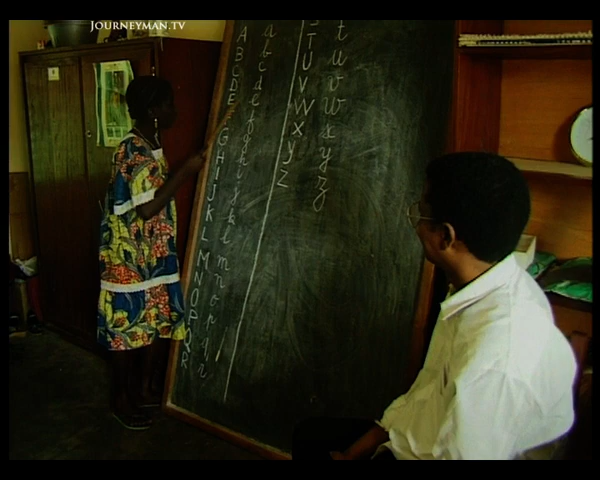 JOURNEYMAN.TV
A a
B b
C c
D d
E e
f
G g
H h
I i
J j
K k
L l
M m
N n
O o
P p
Q q
R r
S
T t
U u
V v
W w
X x
Y y
Z z